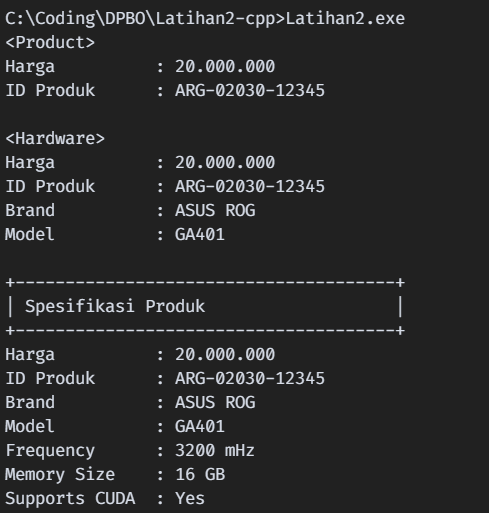 C:\Coding\DPBO\Latihan2-cpp>Latihan2.exe
<Product>
Harga          : 20.000.000
ID Produk      : ARG-02030-12345

<Hardware>
Harga          : 20.000.000
ID Produk      : ARG-02030-12345
Brand          : ASUS ROG
Model          : GA401

+--------------------------------------+
| Spesifikasi Produk                   |
+--------------------------------------+
Harga          : 20.000.000
ID Produk      : ARG-02030-12345
Brand          : ASUS ROG
Model          : GA401
Frequency      : 3200 mHz
Memory Size    : 16 GB
Supports CUDA  : Yes